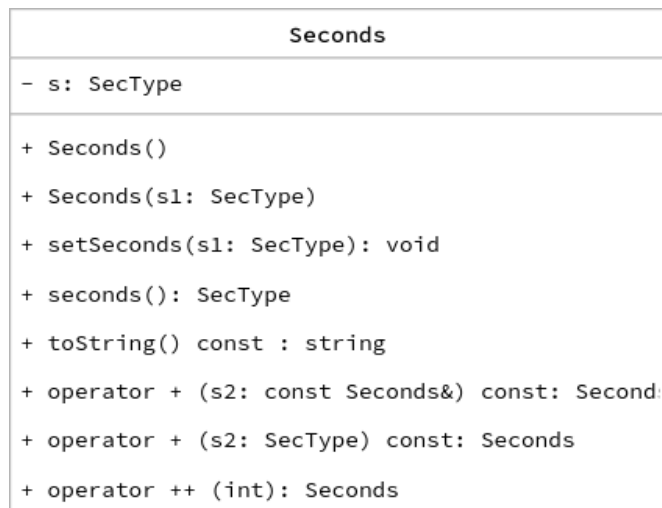 Seconds
- s: SecType
+ Seconds()
+ Seconds(s1: SecType)
+ setSeconds(s1: SecType): void
+ seconds(): SecType
+ toString() const : string
+ operator + (s2: const Seconds&) const: Second
+ operator + (s2: SecType) const: Seconds
+ operator ++ (int): Seconds